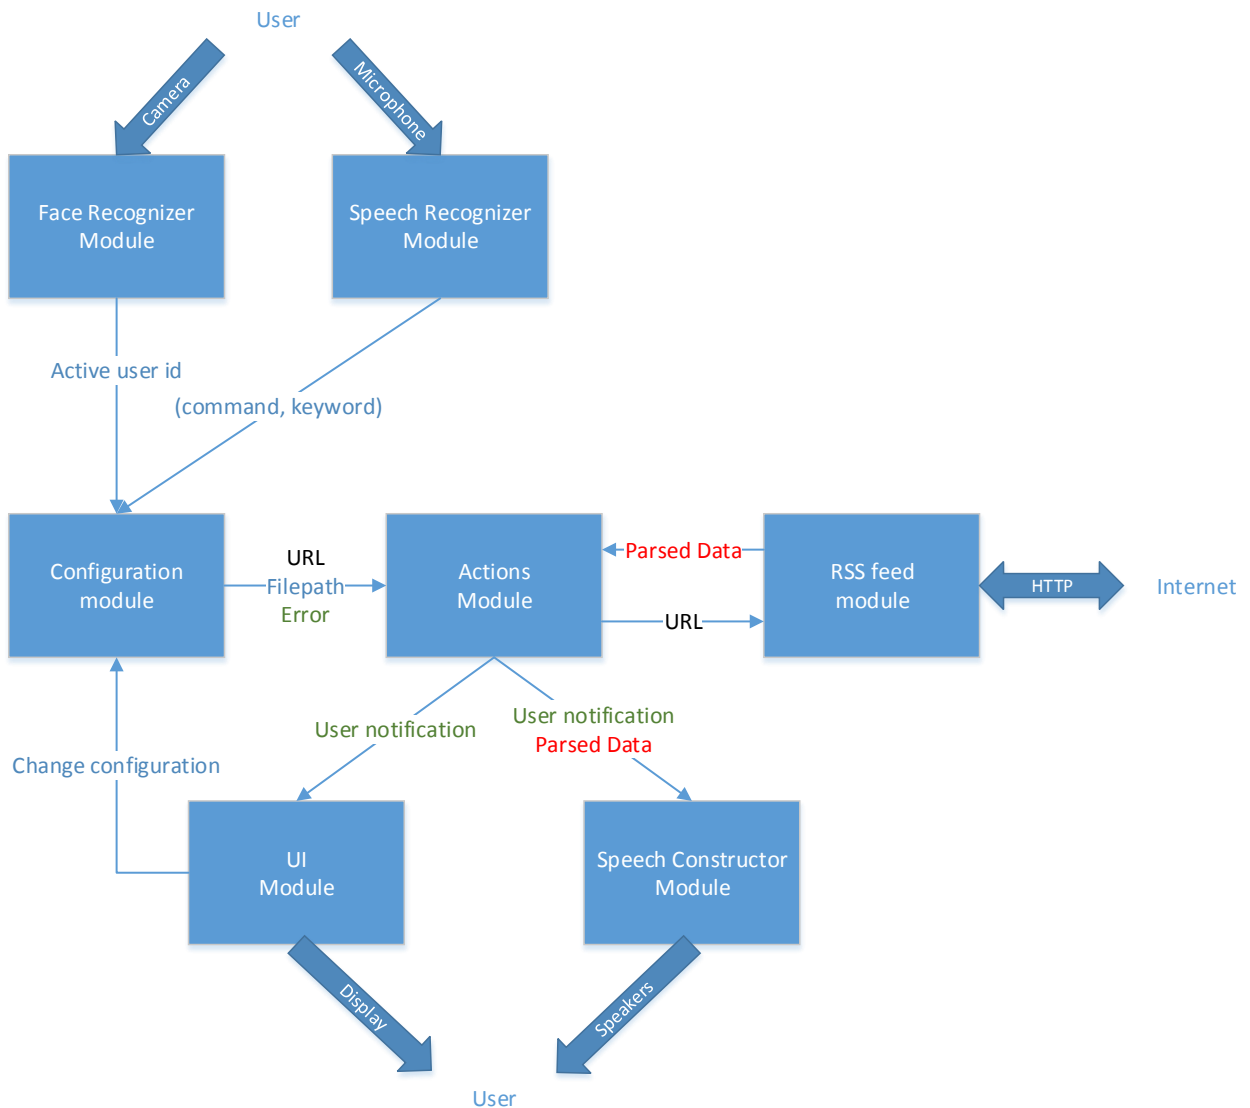 User
Camera
Microphone
Face Recognizer
Module
Speech Recognizer
Module
Active user id
(command, keyword)
Configuration
module
URL
Filepath
Error
Actions
Module
Parsed Data
URL
RSS feed
module
HTTP
Internet
User notification
User notification
Parsed Data
Change configuration
UI
Module
Speech Constructor
Module
Display
Speakers
User